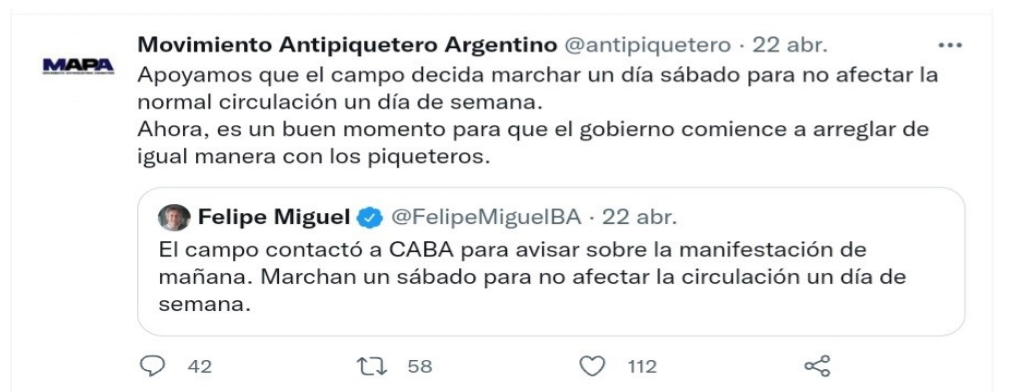 MAPA
Movimiento Antipiquetero Argentino @antipiquetero · 22 abr.
Apoyamos que el campo decida marchar un día sábado para no afectar la
normal circulación un día de semana.
Ahora, es un buen momento para que el gobierno comience a arreglar de
igual manera con los piqueteros.
Felipe Miguel @FelipeMiguelBA · 22 abr.
El campo contactó a CABA para avisar sobre la manifestación de
mañana. Marchan un sábado para no afectar la circulación un día de
semana.
42 58 112